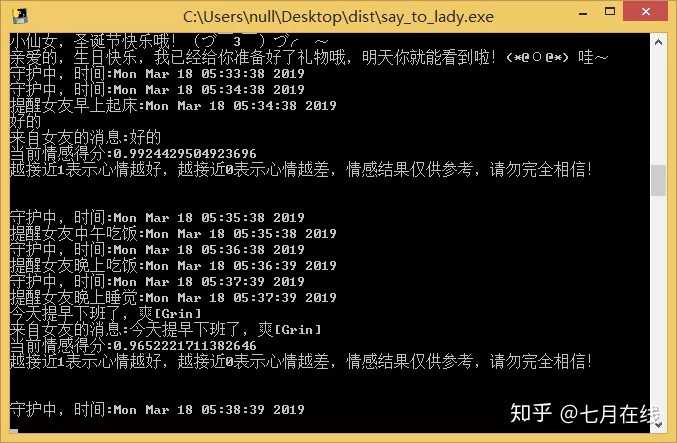 C:\Users\null\Desktop\dist\say_to_lady.exe
小仙女，圣诞节快乐哦！（づ￣ 3￣）づ╭ ～
亲爱的，生日快乐，我已经给你准备好了礼物哦，明天你就能看到啦！(*@ο@*) 哇～
守护中，时间:Mon Mar 18 05:33:38 2019
守护中，时间:Mon Mar 18 05:34:38 2019
提醒女友早上起床:Mon Mar 18 05:34:38 2019
好的
来自女友的消息:好的
当前情感得分:0.9924429504923696
越接近1表示心情越好，越接近0表示心情越差，情感结果仅供参考，请勿完全相信！
守护中，时间:Mon Mar 18 05:35:38 2019
提醒女友中午吃饭:Mon Mar 18 05:35:38 2019
守护中，时间:Mon Mar 18 05:36:38 2019
提醒女友晚上吃饭:Mon Mar 18 05:36:39 2019
守护中，时间:Mon Mar 18 05:37:39 2019
提醒女友晚上睡觉:Mon Mar 18 05:37:39 2019
今天提早下班了，爽[Grin]
来自女友的消息:今天提早下班了，爽[Grin]
当前情感得分:0.9652221711382646
越接近1表示心情越好，越接近0表示心情越差，情感结果仅供参考，请勿完全相信！
守护中，时间:Mon Mar 18 05:38:39 2019
知乎 @七月在线